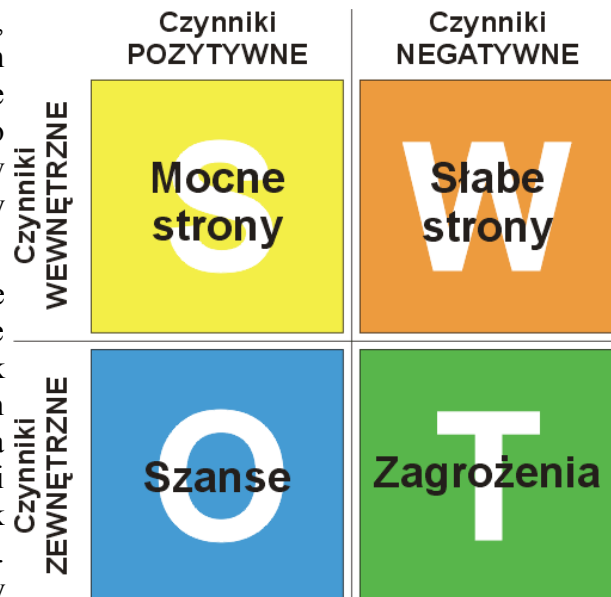 Czynniki
POZYTYWNE
Czynniki
NEGATYWNE
Czynniki
WEWNĘTRZNE
S
Mocne
strony
W
Słabe
strony
Czynniki
ZEWNĘTRZNE
O
Szanse
T
Zagrożenia